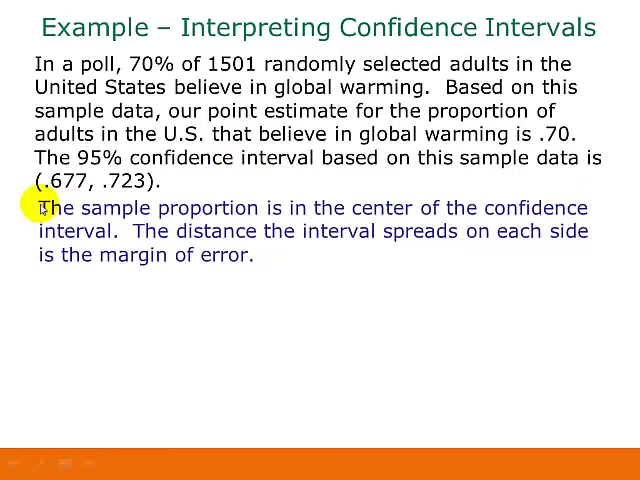 Example – Interpreting Confidence Intervals
In a poll, 70% of 1501 randomly selected adults in the
United States believe in global warming.  Based on this
sample data, our point estimate for the proportion of
adults in the U.S. that believe in global warming is .70.
The 95% confidence interval based on this sample data is
(.677, .723).
The sample proportion is in the center of the confidence
interval.  The distance the interval spreads on each side
is the margin of error.